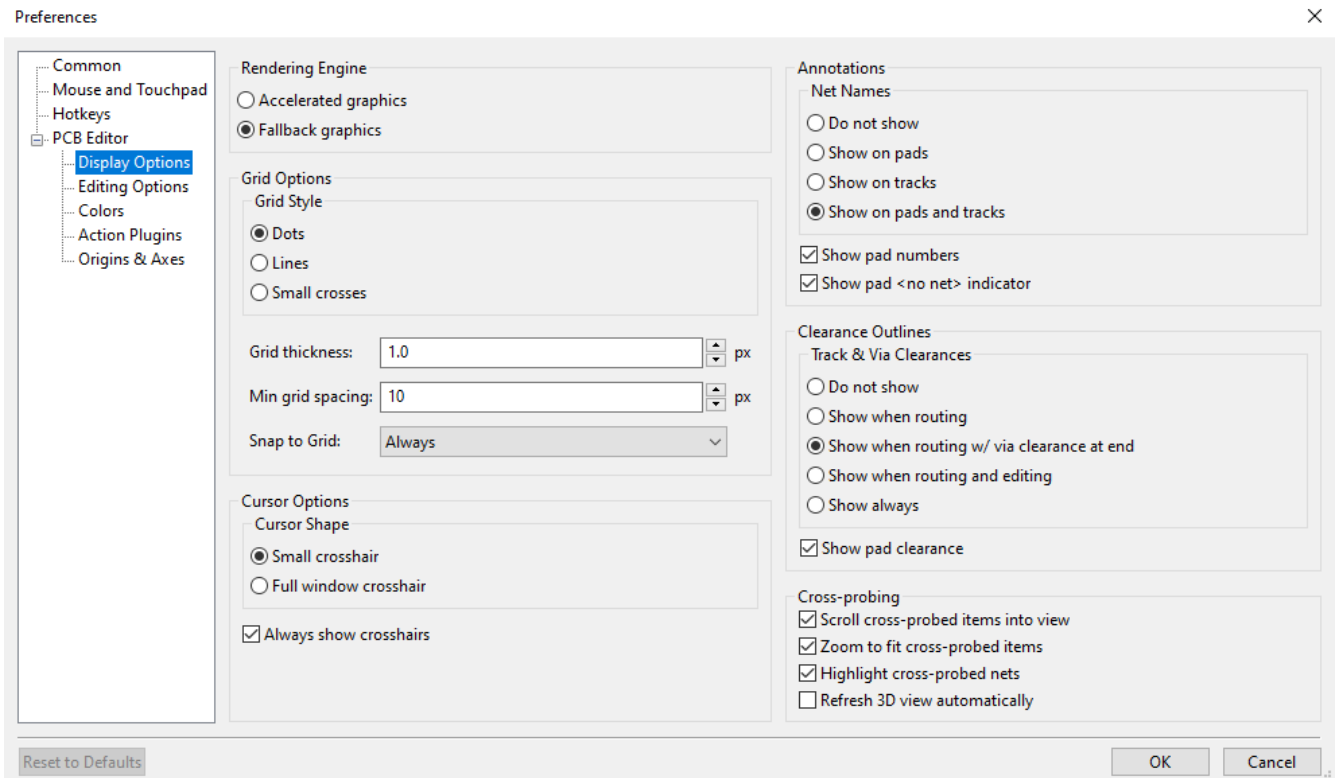 Preferences
Common
Mouse and Touchpad
Hotkeys
PCB Editor
Display Options
Editing Options
Colors
Action Plugins
Origins & Axes
Rendering Engine
Accelerated graphics
Fallback graphics
Grid Options
Grid Style
Dots
Lines
Small crosses
Grid thickness: 1.0 px
Min grid spacing: 10 px
Snap to Grid: Always
Cursor Options
Cursor Shape
Small crosshair
Full window crosshair
Always show crosshairs
Annotations
Net Names
Do not show
Show on pads
Show on tracks
Show on pads and tracks
Show pad numbers
Show pad <no net> indicator
Clearance Outlines
Track & Via Clearances
Do not show
Show when routing
Show when routing w/ via clearance at end
Show when routing and editing
Show always
Show pad clearance
Cross-probing
Scroll cross-probed items into view
Zoom to fit cross-probed items
Highlight cross-probed nets
Refresh 3D view automatically
Reset to Defaults
OK
Cancel